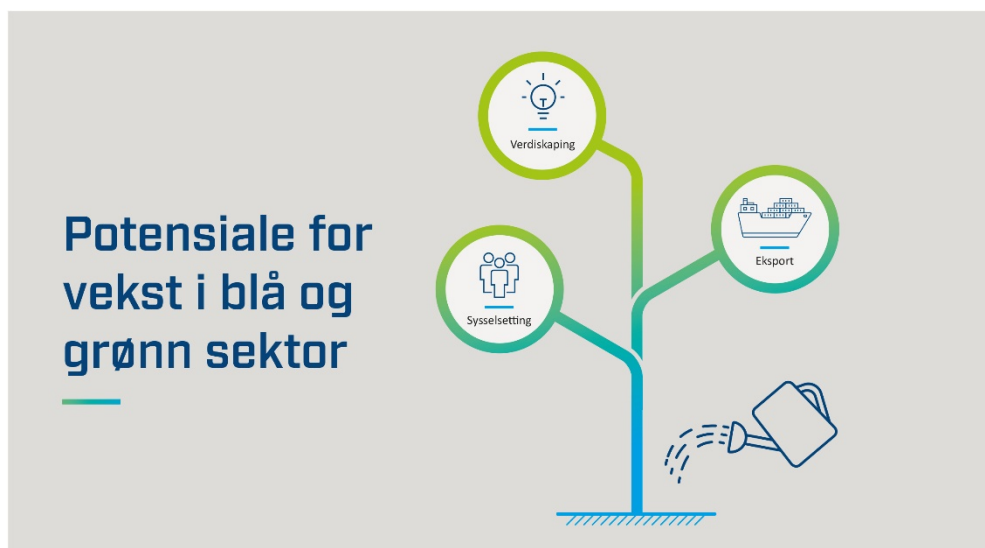 Potensiale for
vekst i blå og
grønn sektor
Verdiskaping
Eksport
Sysselsetting